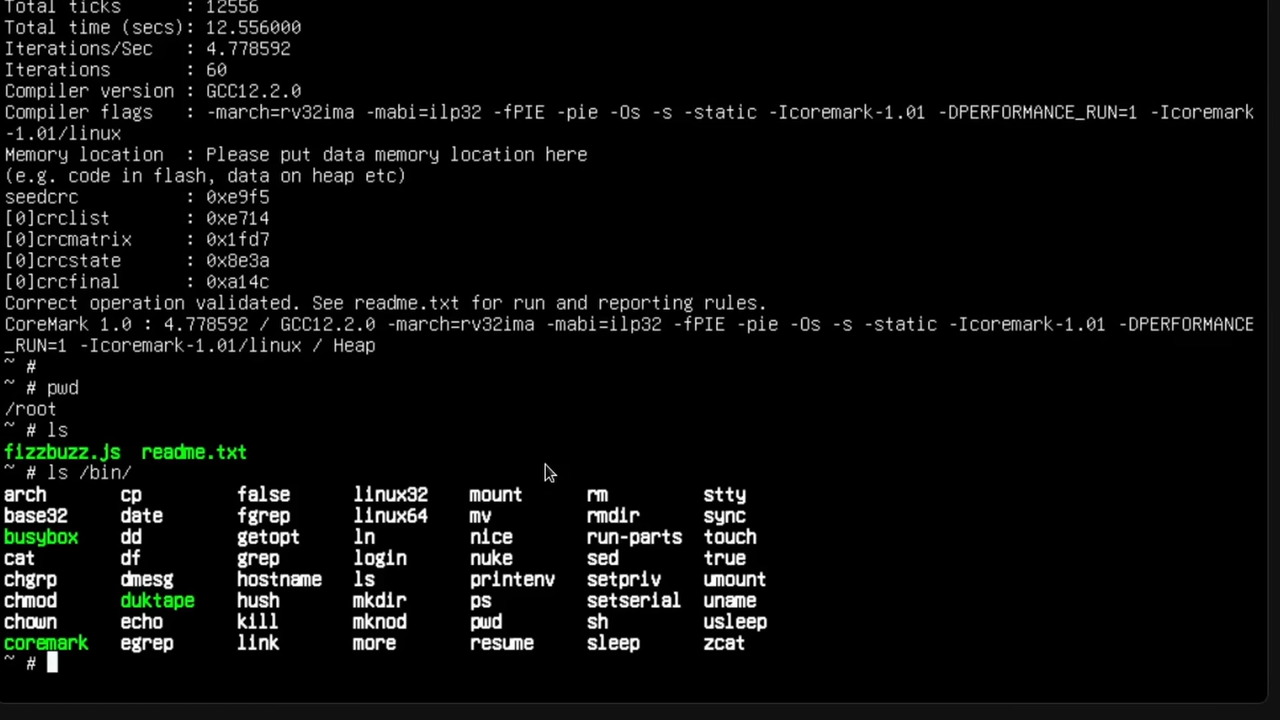 Total ticks      : 12556
Total time (secs): 12.556000
Iterations/Sec   : 4.778592
Iterations       : 60
Compiler version : GCC12.2.0
Compiler flags   : -march=rv32ima -mabi=ilp32 -fPIE -pie -Os -s -static -Icoremark-1.01 -DPERFORMANCE_RUN=1 -Icoremark
-1.01/linux
Memory location  : Please put data memory location here
(e.g. code in flash, data on heap etc)
seedcrc          : 0xe9f5
[0]crclist       : 0xe714
[0]crcmatrix     : 0x1fd7
[0]crcstate      : 0x8e3a
[0]crcfinal      : 0xa14c
Correct operation validated. See readme.txt for run and reporting rules.
CoreMark 1.0 : 4.778592 / GCC12.2.0 -march=rv32ima -mabi=ilp32 -fPIE -pie -Os -s -static -Icoremark-1.01 -DPERFORMANCE
_RUN=1 -Icoremark-1.01/linux / Heap
~ #
~ # pwd
/root
~ # ls
fizzbuzz.js  readme.txt
~ # ls /bin/
arch       cp         false      linux32    mount      rm         stty
base32     date       fgrep      linux64    mv         rmdir      sync
busybox    dd         getopt     ln         nice       run-parts  touch
cat        df         grep       login      nuke       sed        true
chgrp      dmesg      hostname   ls         printenv   setpriv    umount
chmod      duktape    hush       mkdir      ps         setserial  uname
chown      echo       kill       mknod      pwd        sh         usleep
coremark   egrep      link       more       resume     sleep      zcat
~ #